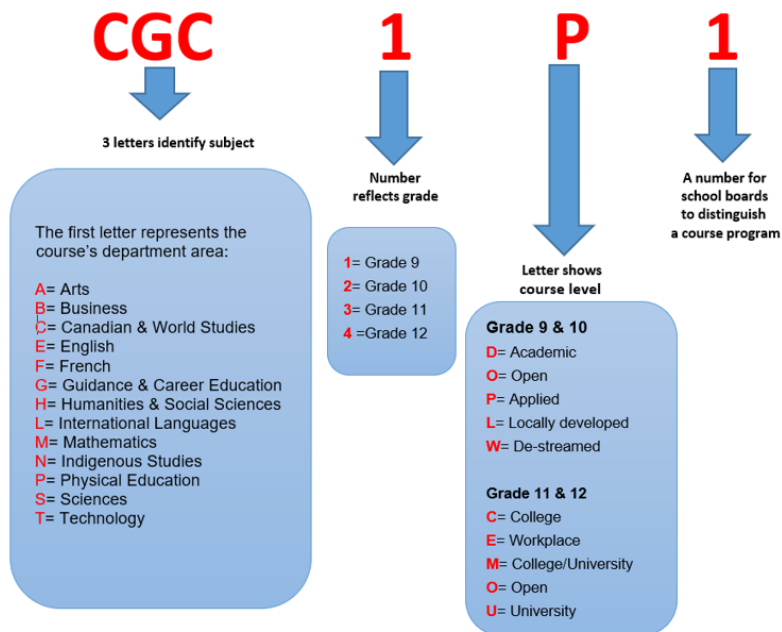 CGC 1 P 1
3 letters identify subject
The first letter represents the
course's department area:
A= Arts
B= Business
C= Canadian & World Studies
E= English
F= French
G= Guidance & Career Education
H= Humanities & Social Sciences
L= International Languages
M= Mathematics
N= Indigenous Studies
P= Physical Education
S= Sciences
T= Technology
Number
reflects grade
1= Grade 9
2= Grade 10
3= Grade 11
4 =Grade 12
Letter shows
course level
Grade 9 & 10
D= Academic
O= Open
P= Applied
L= Locally developed
W= De-streamed
Grade 11 & 12
C= College
E= Workplace
M= College/University
O= Open
U= University
A number for
school boards
to distinguish
a course program